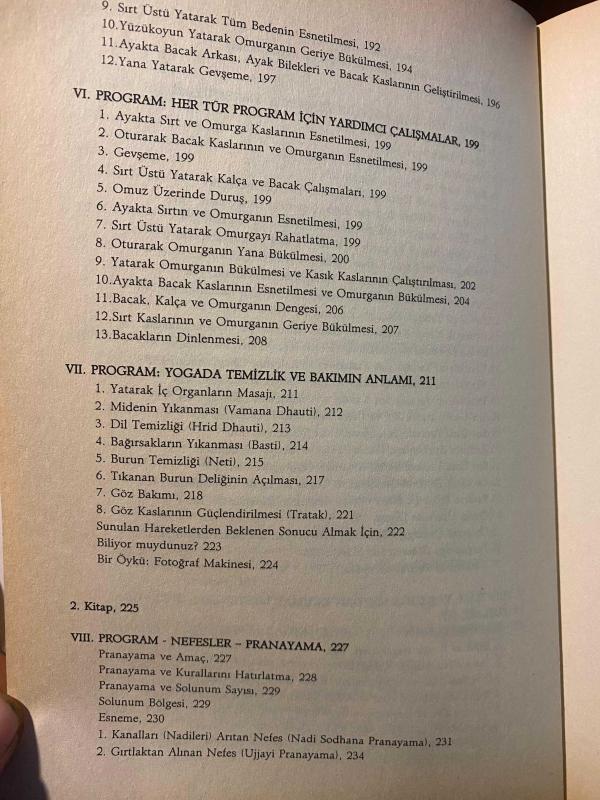 9. Sırt Üstü Yatarak Tüm Bedenin Esnetilmesi, 192
10.Yüzükoyun Yatarak Omurganın Geriye Bükülmesi, 194
11.Ayakta Bacak Arkası, Ayak Bilekleri ve Bacak Kaslarının Geliştirilmesi, 196
12.Yana Yatarak Gevşeme, 197
VI. PROGRAM: HER TÜR PROGRAM İÇİN YARDIMCI ÇALIŞMALAR, 199
1. Ayakta Sırt ve Omurga Kaslarının Esnetilmesi, 199
2. Oturarak Bacak Kaslarının ve Omurganın Esnetilmesi, 199
3. Gevşeme, 199
4. Sırt Üstü Yatarak Kalça ve Bacak Çalışmaları, 199
5. Omuz Üzerinde Duruş, 199
6. Ayakta Sırtın ve Omurganın Esnetilmesi, 199
7. Sırt Üstü Yatarak Omurgayı Rahatlatma, 199
8. Oturarak Omurganın Yana Bükülmesi, 200
9. Yatarak Omurganın Bükülmesi ve Kasık Kaslarının Çalıştırılması, 202
10.Ayakta Bacak Kaslarının Esnetilmesi ve Omurganın Bükülmesi, 204
11.Bacak, Kalça ve Omurganın Dengesi, 206
12.Sırt Kaslarının ve Omurganın Geriye Bükülmesi, 207
13.Bacakların Dinlenmesi, 208
VII. PROGRAM: YOGADA TEMİZLİK VE BAKIMIN ANLAMI, 211
1. Yatarak İç Organların Masajı, 211
2. Midenin Yıkanması (Vamana Dhauti), 212
3. Dil Temizliği (Hrid Dhauti), 213
4. Bağırsakların Yıkanması (Basti), 214
5. Burun Temizliği (Neti), 215
6. Tıkanan Burun Deliğinin Açılması, 217
7. Göz Bakımı, 218
8. Göz Kaslarının Güçlendirilmesi (Tratak), 221
Sunulan Hareketlerden Beklenen Sonucu Almak İçin, 222
Biliyor muydunuz? 223
Bir Öykü: Fotoğraf Makinesi, 224
2. Kitap, 225
VIII. PROGRAM - NEFESLER – PRANAYAMA, 227
Pranayama ve Amaç, 227
Pranayama ve Kurallarını Hatırlatma, 228
Pranayama ve Solunum Sayısı, 229
Solunum Bölgesi, 229
Esneme, 230
1. Kanalları (Nadileri) Arıtan Nefes (Nadi Sodhana Pranayama), 231
2. Gırtlaktan Alınan Nefes (Ujjayi Pranayama), 234